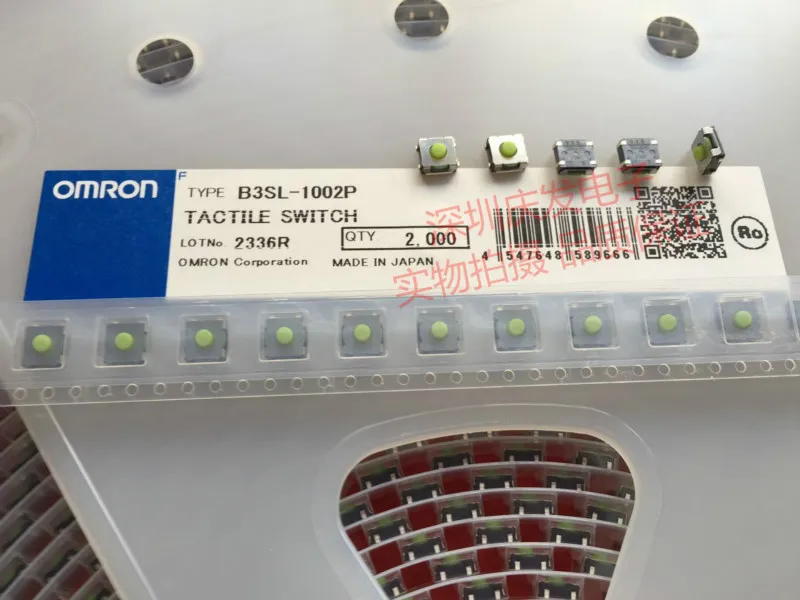 F
OMRON
TYPE B3SL-1002P
TACTILE SWITCH
LOTNo. 2336R
QTY 2,000
OMRON Corporation MADE IN JAPAN
4 547648 589666
Ro
深圳庄发电子
实物拍摄